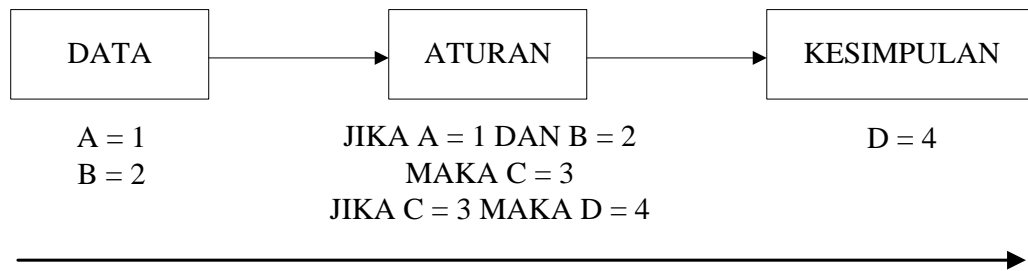 DATA
ATURAN
KESIMPULAN
A = 1
B = 2
JIKA A = 1 DAN B = 2
MAKA C = 3
JIKA C = 3 MAKA D = 4
D = 4